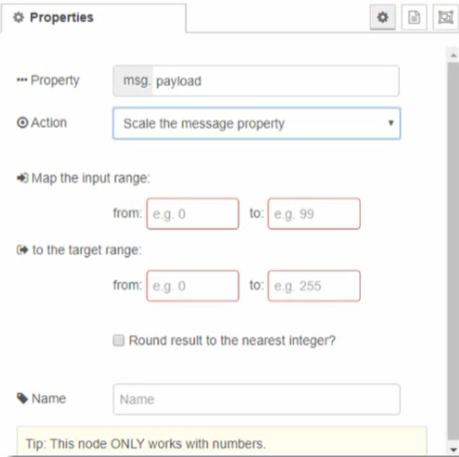 Properties
Property msg. payload
Action Scale the message property
Map the input range:
from: e.g. 0 to: e.g. 99
to the target range:
from: e.g. 0 to: e.g. 255
Round result to the nearest integer?
Name Name
Tip: This node ONLY works with numbers.